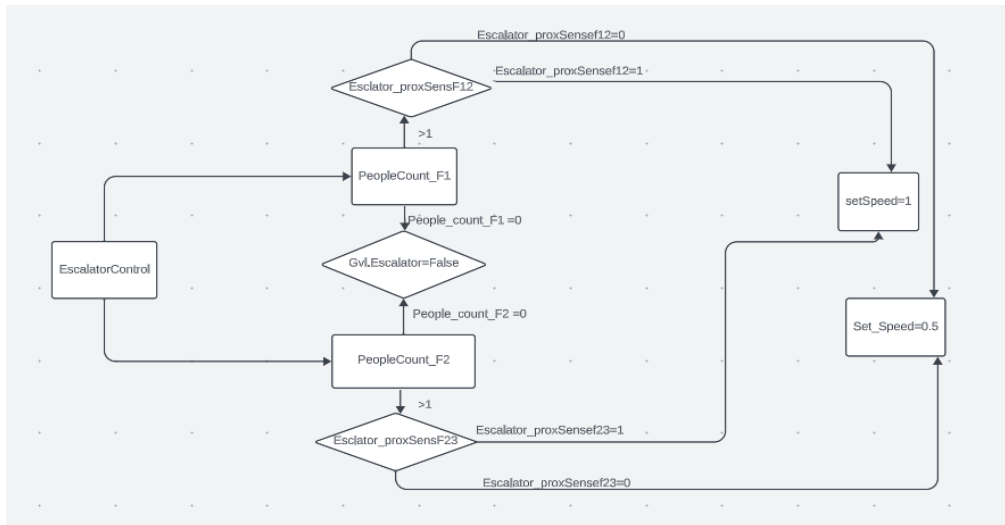 Escalator_proxSensef12=0
Escalator_proxSensef12=1
Esclator_proxSensF12
>1
PeopleCount_F1
setSpeed=1
People_count_F1 =0
EscalatorControl
Gvl.Escalator=False
People_count_F2 =0
Set_Speed=0.5
PeopleCount_F2
>1
Escalator_proxSensef23=1
Esclator_proxSensF23
Escalator_proxSensef23=0